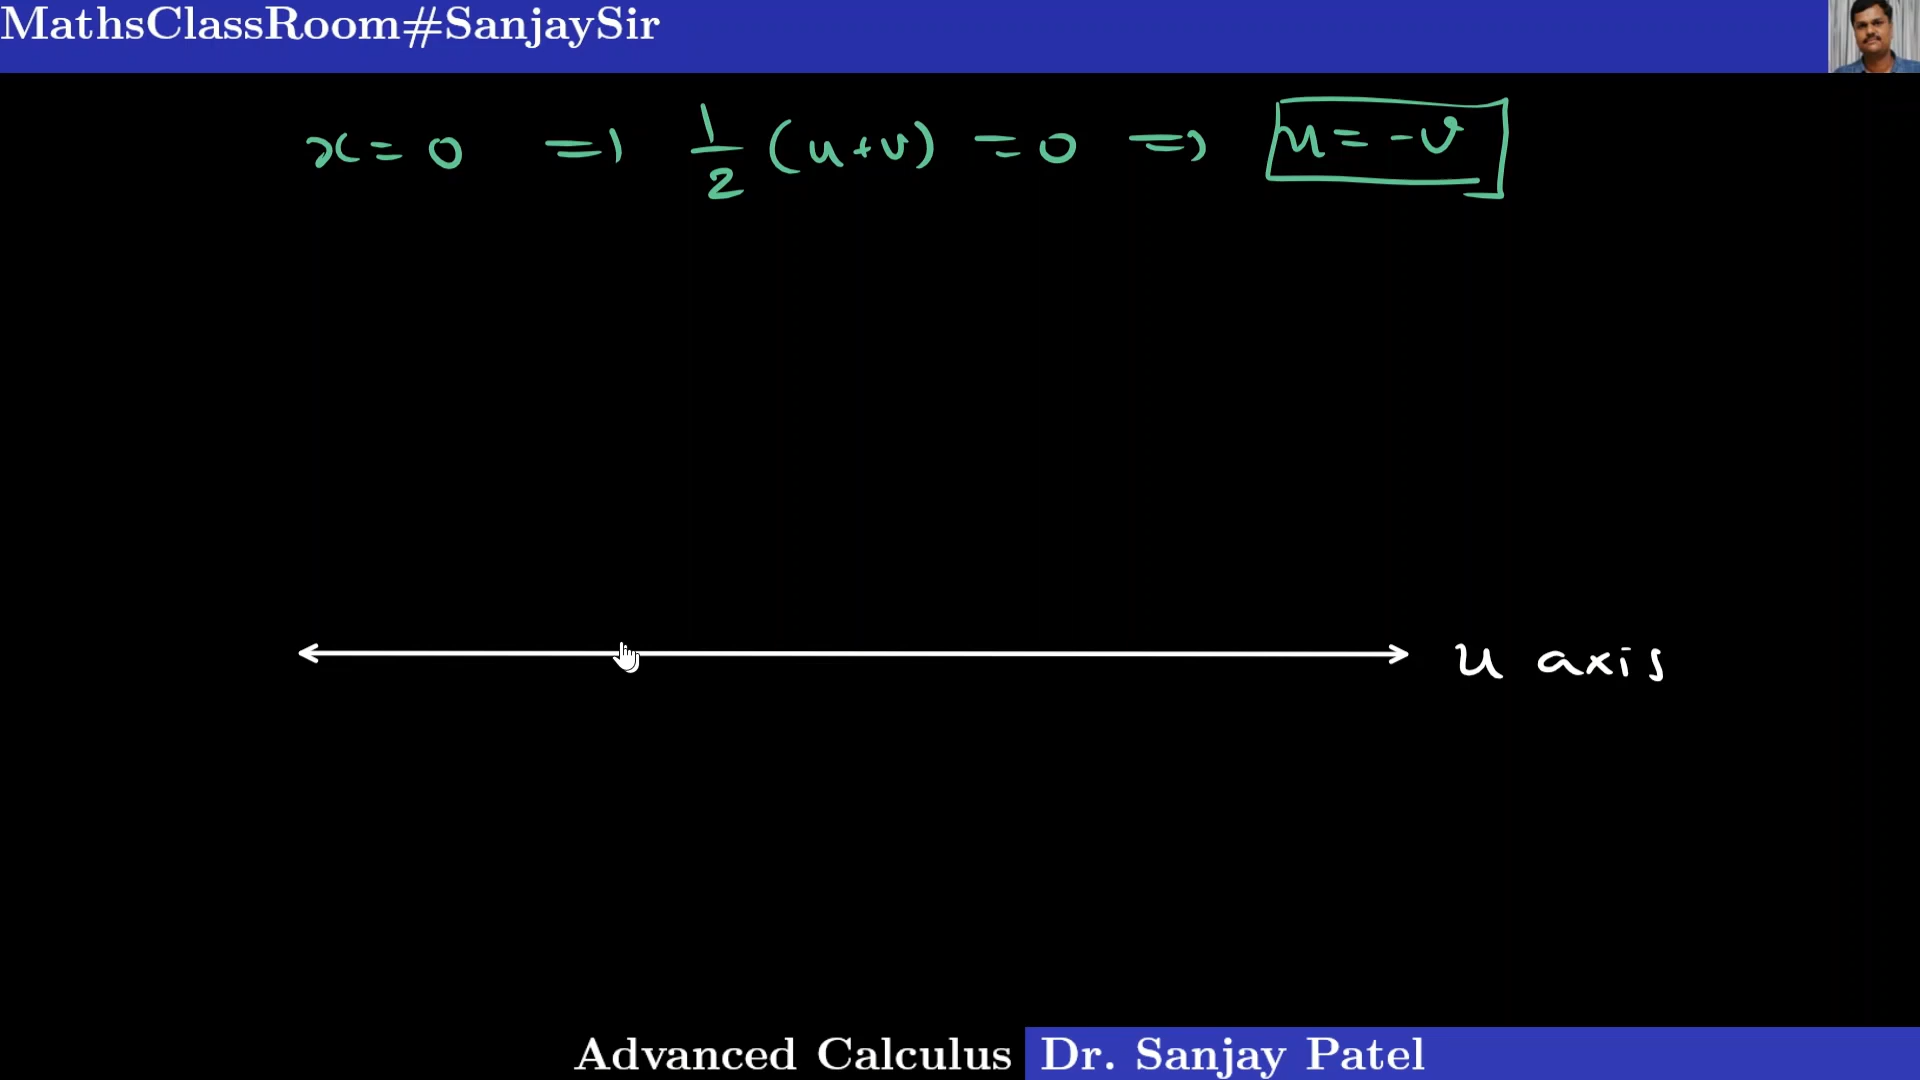 MathsClassRoom#SanjaySir
x = 0 ⇒ 1/2 (u+v) = 0 ⇒ u = -v
u axis
Advanced Calculus Dr. Sanjay Patel